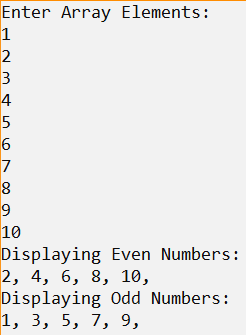 Enter Array Elements:
1
2
3
4
5
6
7
8
9
10
Displaying Even Numbers:
2, 4, 6, 8, 10,
Displaying Odd Numbers:
1, 3, 5, 7, 9,